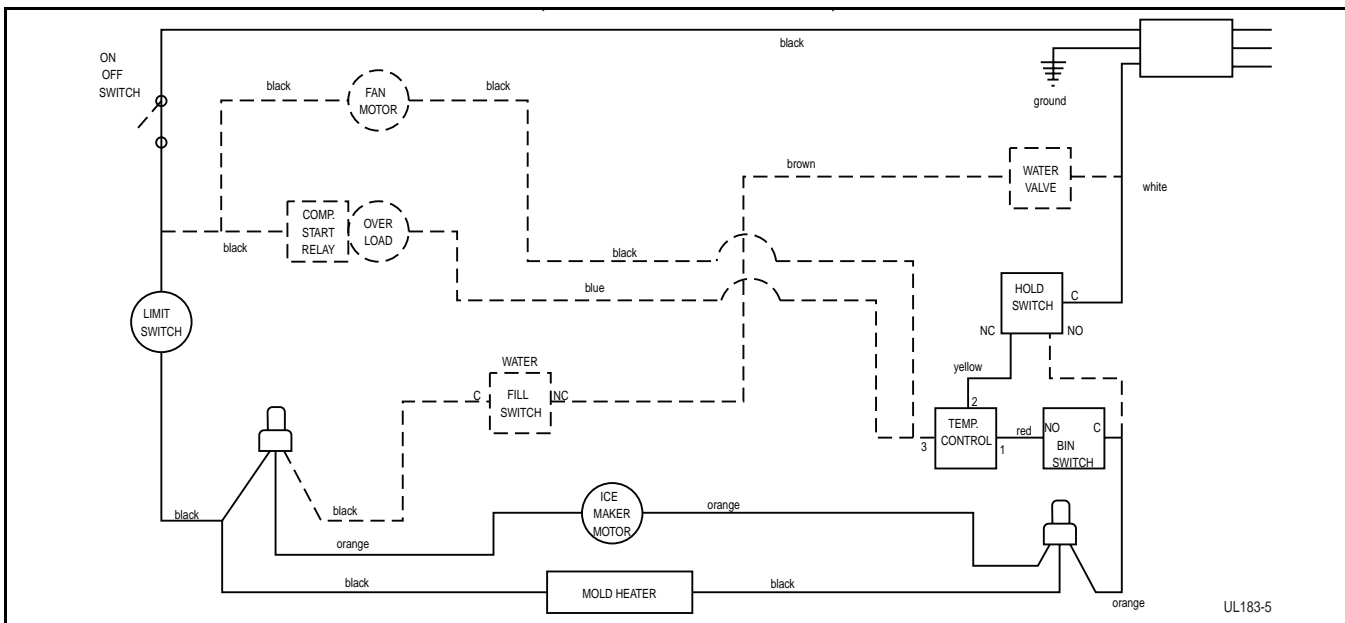 black
ON
OFF
SWITCH
black
FAN
MOTOR
black
ground
brown
WATER
VALVE
white
COMP.
START
RELAY
OVER
LOAD
black
black
blue
HOLD
SWITCH
C
NC
NO
LIMIT
SWITCH
yellow
WATER
C
FILL
SWITCH
NC
2
TEMP.
CONTROL
3
1
red
NO
C
BIN
SWITCH
black
black
orange
ICE
MAKER
MOTOR
orange
black
MOLD HEATER
black
orange
UL183-5